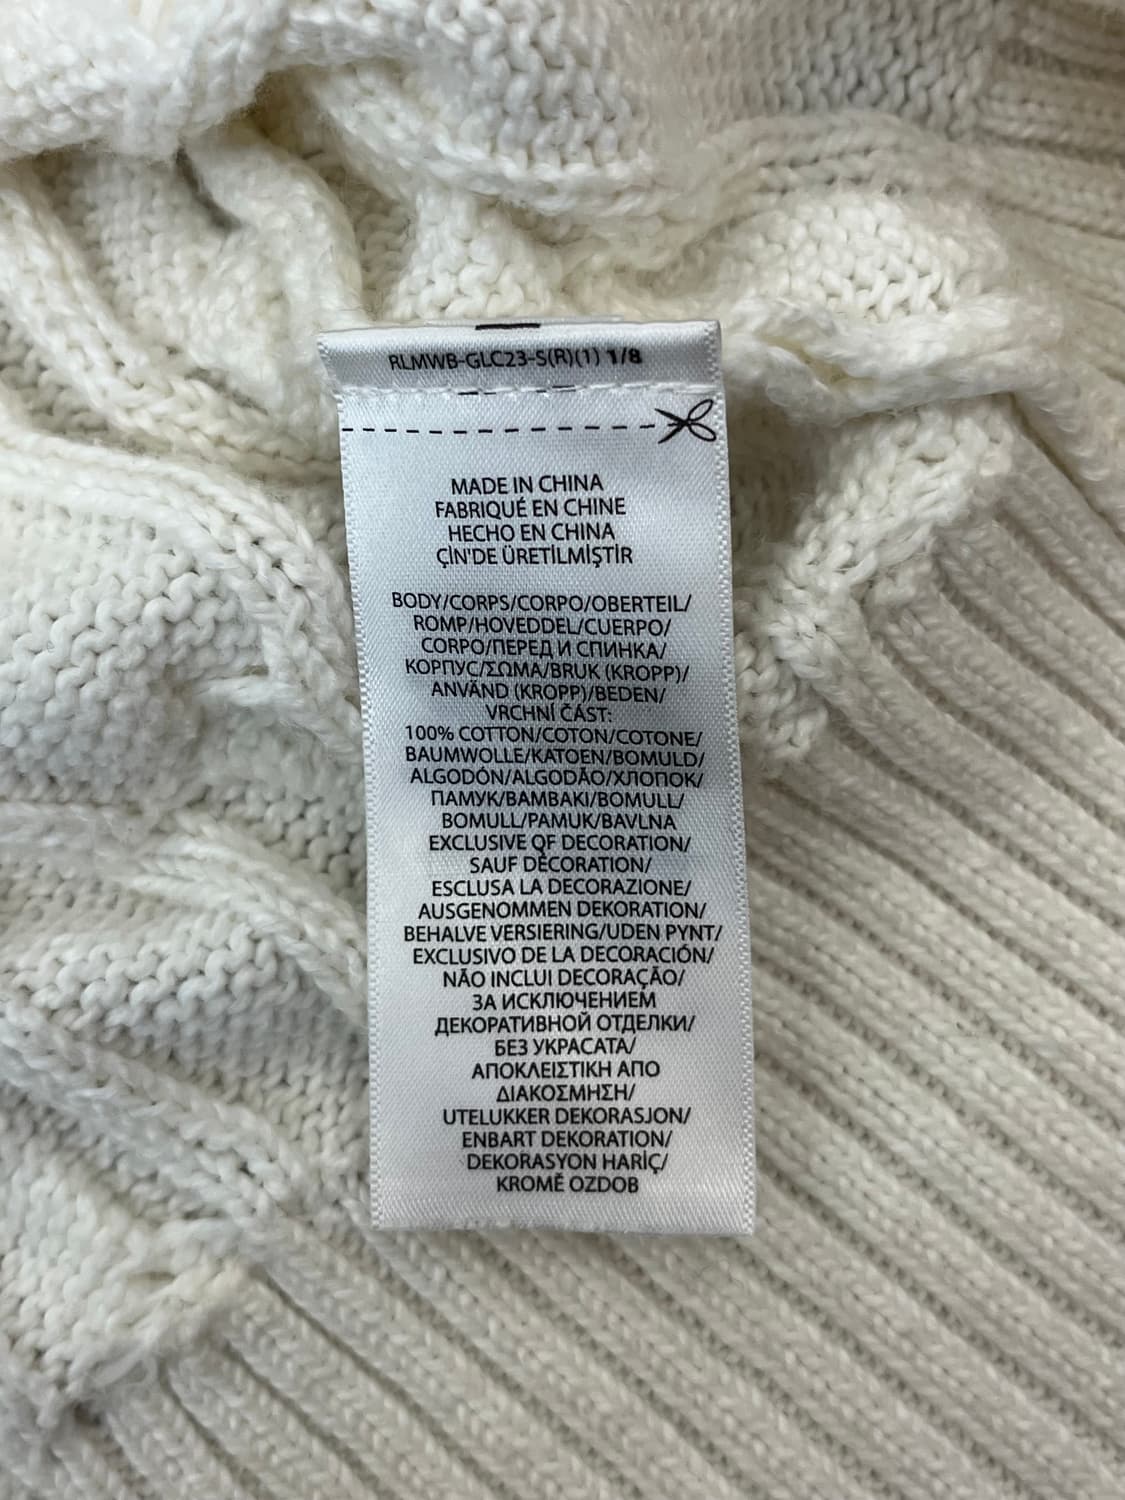 RLMWB-GLC23-S(R)(1) 1/8
MADE IN CHINA
FABRIQUÉ EN CHINE
HECHO EN CHINA
ÇİN'DE ÜRETİLMİŞTİR
BODY/CORPS/CORPO/OBERTEIL/
ROMP/HOVEDDEL/CUERPO/
CORPO/ПЕРЕД И СПИНКА/
КОРПУС/ΣΩΜΑ/BRUK (KROPP)/
ANVÄND (KROPP)/BEDEN/
VRCHNÍ ČÁST:
100% COTTON/COTON/COTONE/
BAUMWOLLE/KATOEN/BOMULD/
ALGODÓN/ALGODÃO/ХЛОПОК/
ПАМУК/ΒΑΜΒΑΚΙ/BOMULL/
BOMULL/PAMUK/BAVLNA
EXCLUSIVE OF DECORATION/
SAUF DÉCORATION/
ESCLUSA LA DECORAZIONE/
AUSGENOMMEN DEKORATION/
BEHALVE VERSIERING/UDEN PYNT/
EXCLUSIVO DE LA DECORACIÓN/
NÃO INCLUI DECORAÇÃO/
ЗА ИСКЛЮЧЕНИЕМ
ДЕКОРАТИВНОЙ ОТДЕЛКИ/
БЕЗ УКРАСАТА/
ΑΠΟΚΛΕΙΣΤΙΚΗ ΑΠΟ
ΔΙΑΚΟΣΜΗΣΗ/
UTELUKKER DEKORASJON/
ENBART DEKORATION/
DEKORASYON HARİÇ/
KROMĚ OZDOB